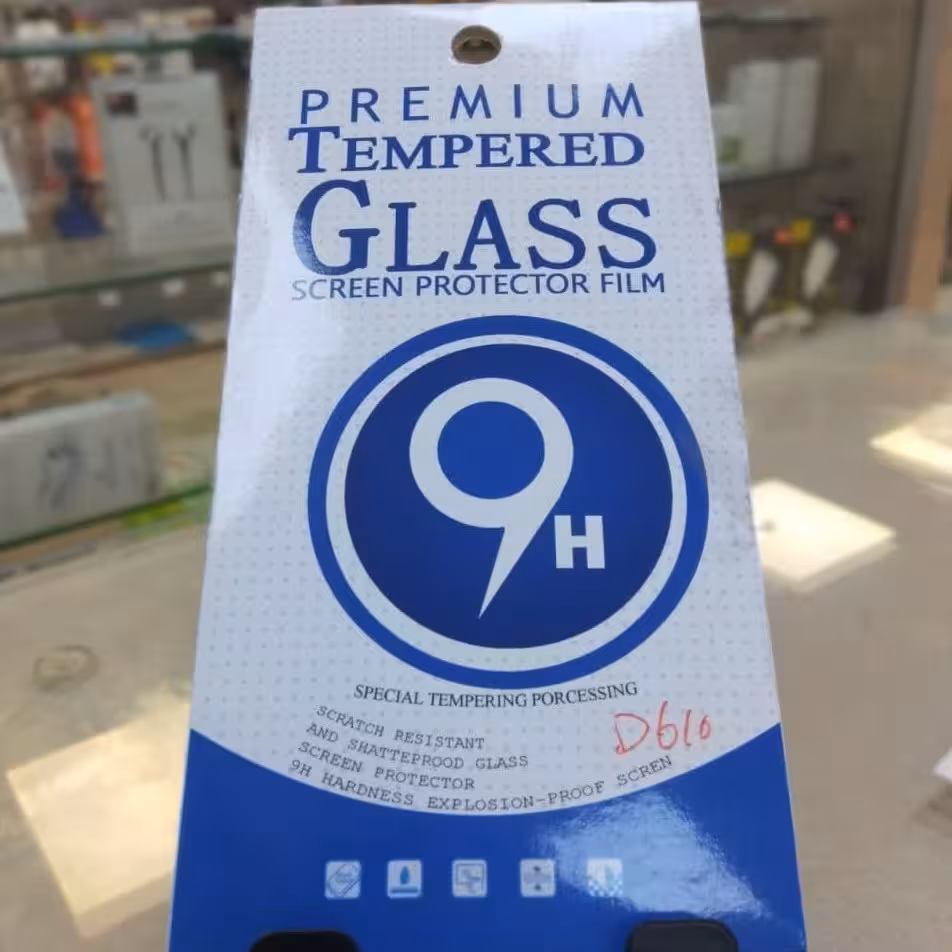 PREMIUM
TEMPERED
GLASS
SCREEN PROTECTOR FILM
9H
SPECIAL TEMPERING PORCESSING
SCRATCH RESISTANT
AND SHATTEPROOD GLASS
SCREEN PROTECTOR
9H HARDNESS EXPLOSION-PROOF SCREN
D610